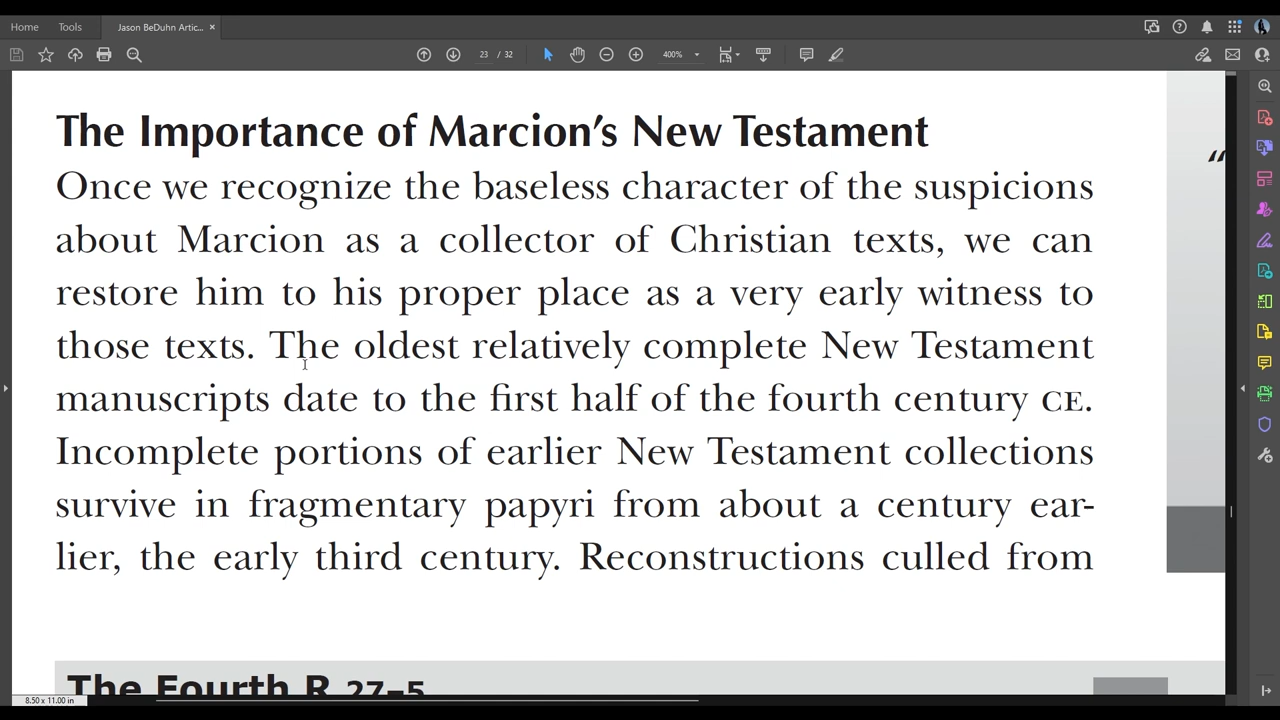 Home Tools Jason BeDuhn Artic... ×
23 / 32 400%
The Importance of Marcion’s New Testament
Once we recognize the baseless character of the suspicions
about Marcion as a collector of Christian texts, we can
restore him to his proper place as a very early witness to
those texts. The oldest relatively complete New Testament
manuscripts date to the first half of the fourth century CE.
Incomplete portions of earlier New Testament collections
survive in fragmentary papyri from about a century ear-
lier, the early third century. Reconstructions culled from
“
The Fourth R 27–5
8.50 x 11.00 in